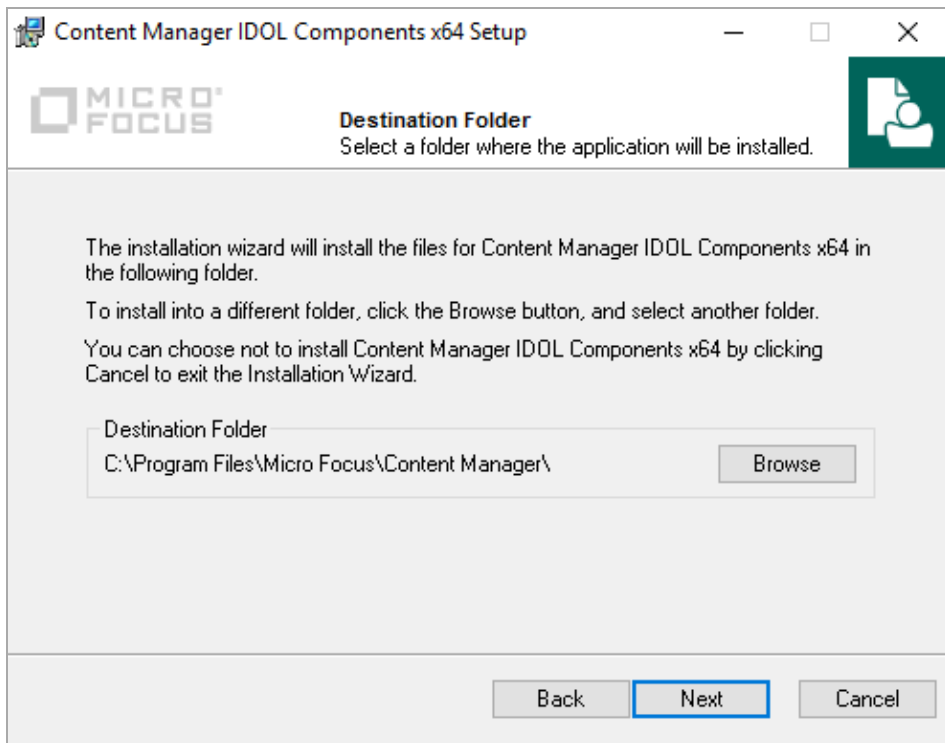 Content Manager IDOL Components x64 Setup
MICRO
FOCUS
Destination Folder
Select a folder where the application will be installed.
The installation wizard will install the files for Content Manager IDOL Components x64 in
the following folder.
To install into a different folder, click the Browse button, and select another folder.
You can choose not to install Content Manager IDOL Components x64 by clicking
Cancel to exit the Installation Wizard.
Destination Folder
C:\Program Files\Micro Focus\Content Manager\
Browse
Back
Next
Cancel